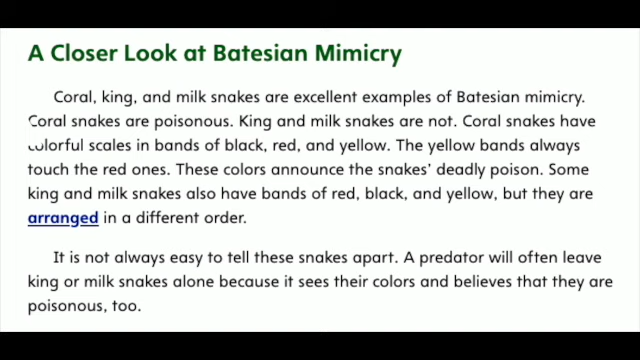 A Closer Look at Batesian Mimicry
Coral, king, and milk snakes are excellent examples of Batesian mimicry.
Coral snakes are poisonous. King and milk snakes are not. Coral snakes have
colorful scales in bands of black, red, and yellow. The yellow bands always
touch the red ones. These colors announce the snakes’ deadly poison. Some
king and milk snakes also have bands of red, black, and yellow, but they are
arranged in a different order.
It is not always easy to tell these snakes apart. A predator will often leave
king or milk snakes alone because it sees their colors and believes that they are
poisonous, too.